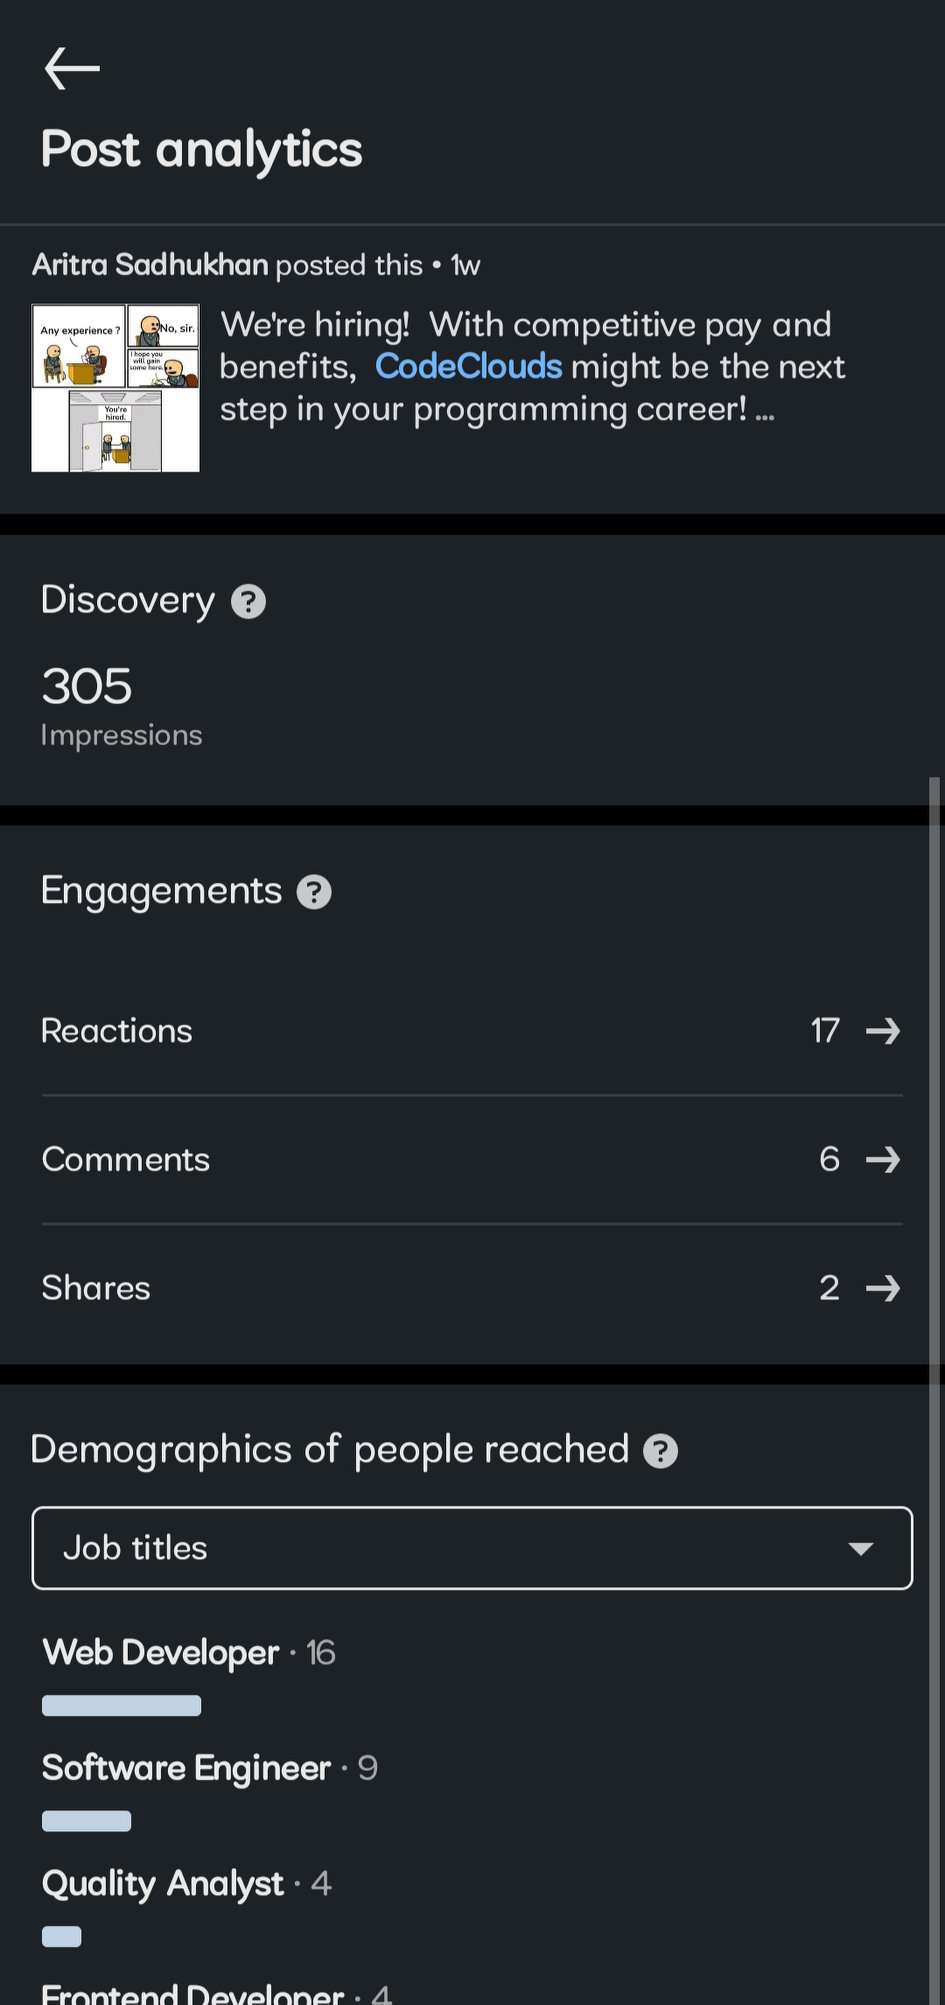 Post analytics
Aritra Sadhukhan posted this • 1w
Any experience ?
No, sir.
I hope you
will gain
some here.
You're
hired.
We're hiring! With competitive pay and
benefits, CodeClouds might be the next
step in your programming career! ...
Discovery ?
305
Impressions
Engagements ?
Reactions 17
Comments 6
Shares 2
Demographics of people reached ?
Job titles
Web Developer · 16
Software Engineer · 9
Quality Analyst · 4
Frontend Developer · 4